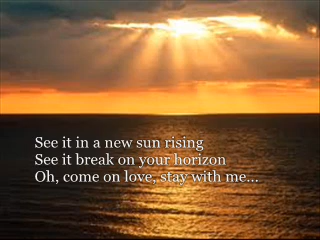 See it in a new sun rising
See it break on your horizon
Oh, come on love, stay with me...